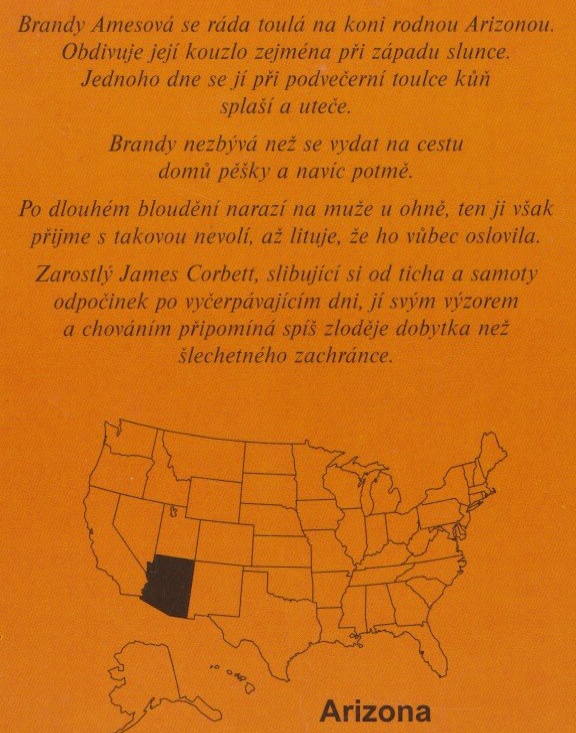 Brandy Amesová se ráda toulá na koni rodnou Arizonou.
Obdivuje její kouzlo zejména při západu slunce.
Jednoho dne se jí při podvečerní toulce kůň
splaší a uteče.
Brandy nezbývá než se vydat na cestu
domů pěšky a navíc potmě.
Po dlouhém bloudění narazí na muže u ohně, ten ji však
přijme s takovou nevolí, až lituje, že ho vůbec oslovila.
Zarostlý James Corbett, slibující si od ticha a samoty
odpočinek po vyčerpávajícím dni, jí svým výzorem
a chováním připomíná spíš zloděje dobytka než
šlechetného zachránce.
Arizona